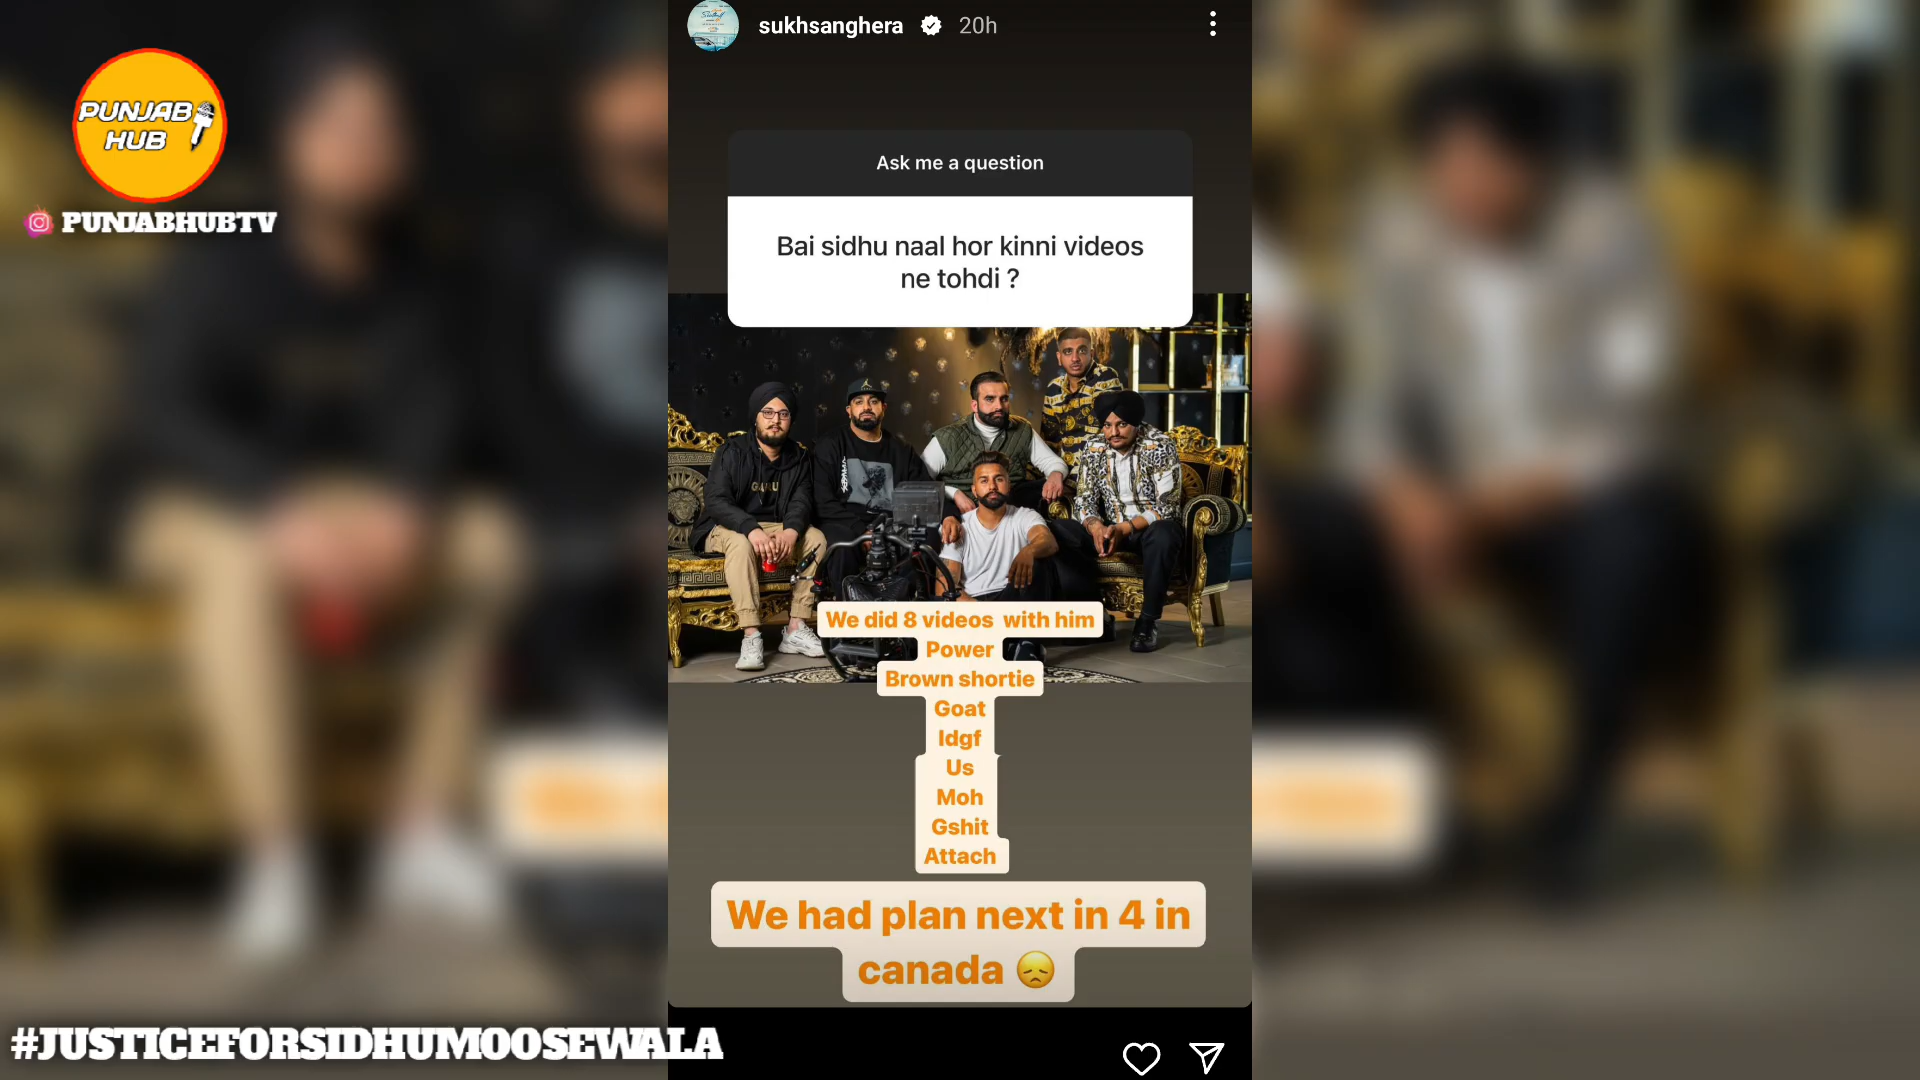 sukhsanghera 20h
PUNJAB
HUB
PUNJABHUBTV
Ask me a question
Bai sidhu naal hor kinni videos
ne tohdi ?
We did 8 videos with him
Power
Brown shortie
Goat
Idgf
Us
Moh
Gshit
Attach
We had plan next in 4 in
canada 😞
#JUSTICEFORSIDHUMOOSEWALA